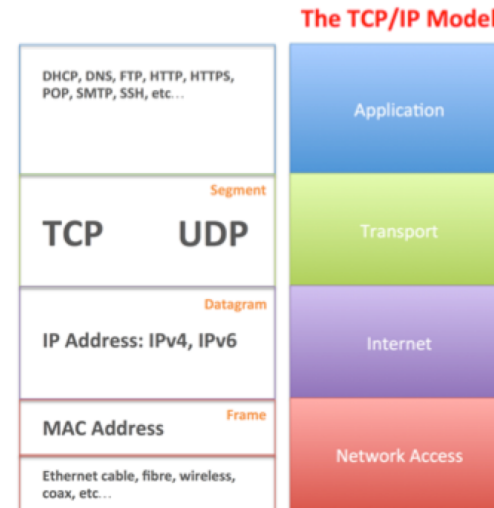 The TCP/IP Model
DHCP, DNS, FTP, HTTP, HTTPS,
POP, SMTP, SSH, etc...
Application
Segment
TCP UDP
Transport
Datagram
IP Address: IPv4, IPv6
Internet
Frame
MAC Address
Network Access
Ethernet cable, fibre, wireless,
coax, etc...